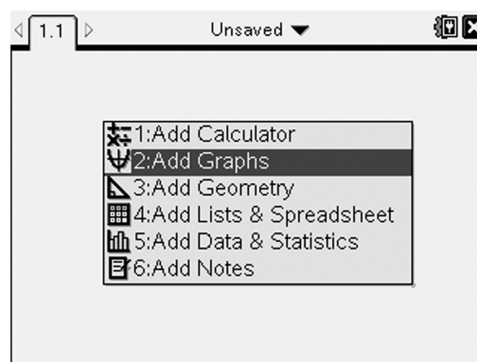 1.1 Unsaved
1:Add Calculator
2:Add Graphs
3:Add Geometry
4:Add Lists & Spreadsheet
5:Add Data & Statistics
6:Add Notes